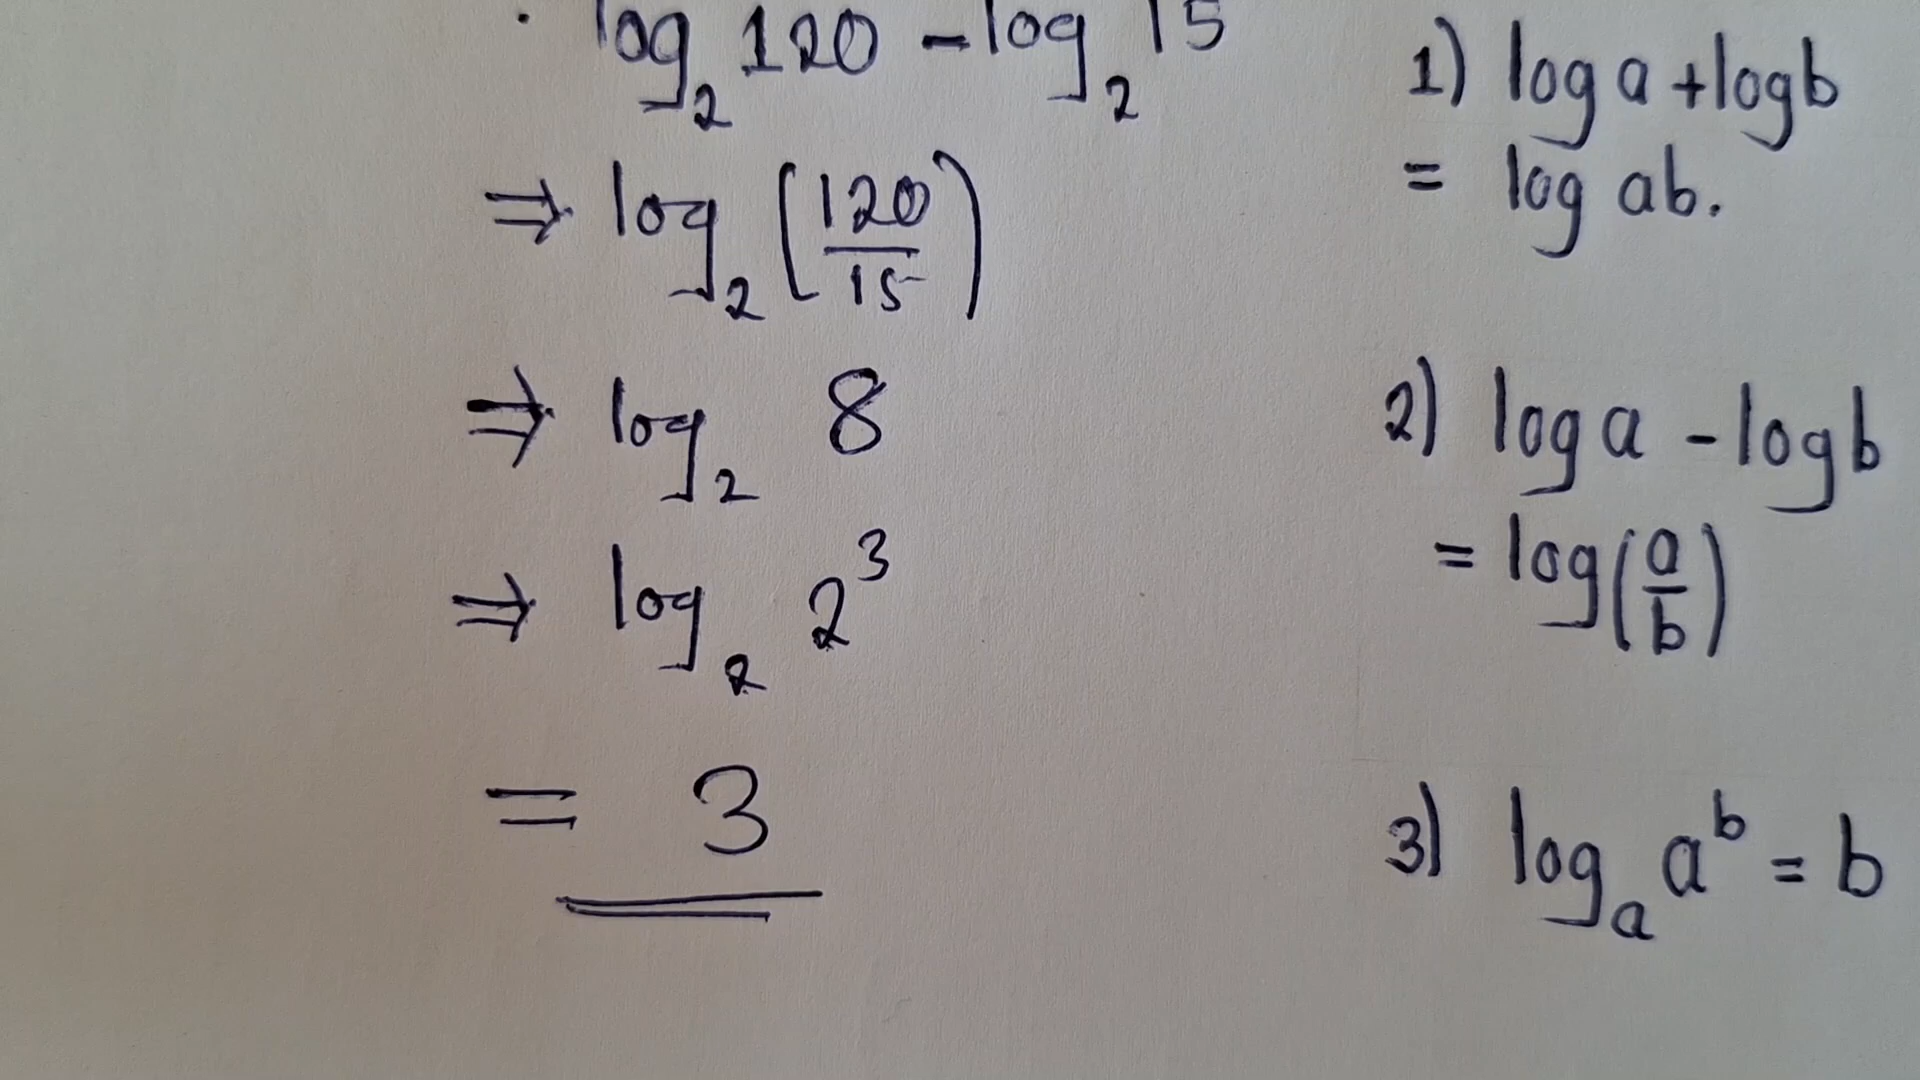 · log₂ 120 - log₂ 15
⇒ log₂ (120/15)
⇒ log₂ 8
⇒ log₂ 2³
= 3
1) log a + log b
= log ab.
2) log a - log b
= log(a/b)
3) logₐ aᵇ = b